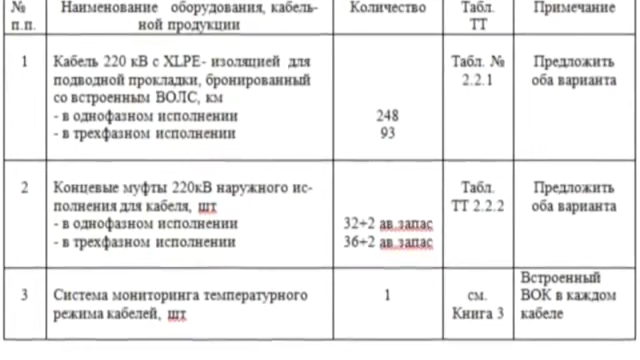 № п.п.
Наименование оборудования, кабель-
ной продукции
Количество
Табл.
ТТ
Примечание
1
Кабель 220 кВ с XLPE- изоляцией для
подводной прокладки, бронированный
со встроенным ВОЛС, км
- в однофазном исполнении
- в трехфазном исполнении
248
93
Табл. №
2.2.1
Предложить
оба варианта
2
Концевые муфты 220кВ наружного ис-
полнения для кабеля, шт
- в однофазном исполнении
- в трехфазном исполнении
32+2 ав.запас
36+2 ав.запас
Табл.
ТТ 2.2.2
Предложить
оба варианта
3
Система мониторинга температурного
режима кабелей, шт
1
см.
Книга 3
Встроенный
ВОК в каждом
кабеле